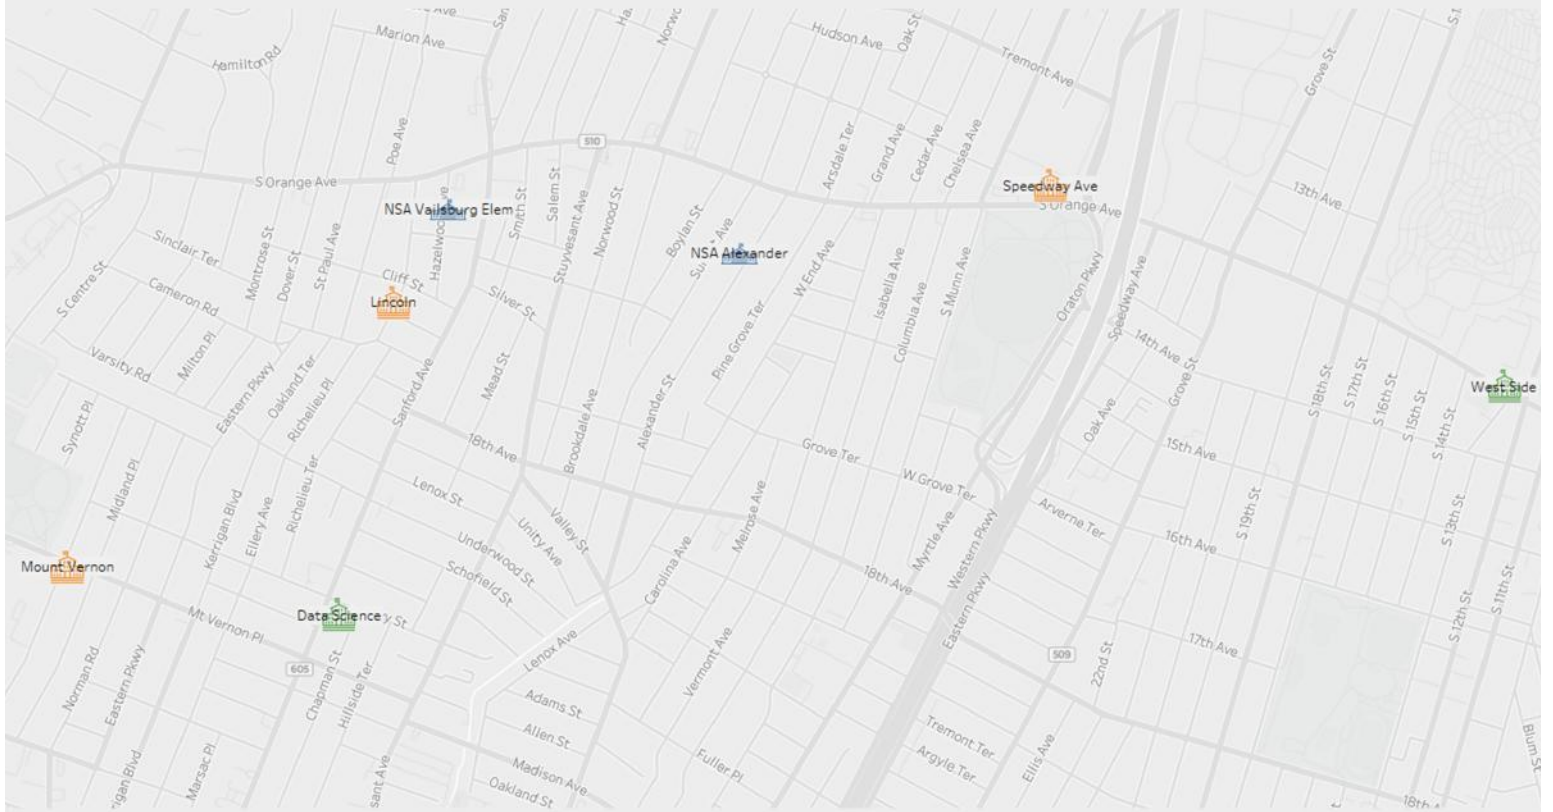 Marion Ave
Hudson Ave
Oak St
Tremont Ave
Grove St
Hamilton Rd
Poe Ave
510
Arsdale Ter
Grand Ave
Cedar Ave
Chelsea Ave
S Orange Ave
Speedway Ave
13th Ave
S Orange Ave
NSA Vailsburg Elem
Hazelwood Ave
Smith St
Salem St
Stuyvesant Ave
Norwood St
Boylan St
NSA Alexander
W End Ave
Sinclair Ter
Montrose St
Dover St
St Paul Ave
Cliff St
Lincoln
Silver St
Isabella Ave
Columbia Ave
S Munn Ave
Oraton Pkwy
Speedway Ave
S Centre St
Cameron Rd
Milton Pl
Varsity Rd
Eastern Pkwy
Oakland Ter
Richelieu Pl
Sanford Ave
Mead St
Pine Grove Ter
14th Ave
Grove St
S 18th St
S 17th St
S 16th St
S 15th St
S 14th St
West Side
Synott Pl
18th Ave
Brookdale Ave
Alexander St
Grove Ter
W Grove Ter
Oak Ave
15th Ave
Midland Pl
Kerrigan Blvd
Ellery Ave
Richelieu Ter
Lenox St
Unity Ave
Valley St
Underwood St
Schofield St
Melrose Ave
Carolina Ave
18th Ave
Myrtle Ave
Western Pkwy
Eastern Pkwy
Arverne Ter
16th Ave
S 19th St
S 13th St
S 12th St
S 11th St
Mount Vernon
Data Science
y St
Mt Vernon Pl
605
Lenox Ave
Vermont Ave
509
22nd St
17th Ave
Norman Rd
Eastern Pkwy
Chapman St
Hillside Ter
Adams St
Allen St
Madison Ave
Oakland St
Marsac Pl
Fuller Pl
Tremont Ter
Argyle Ter
Ellis Ave
Blum St
18th